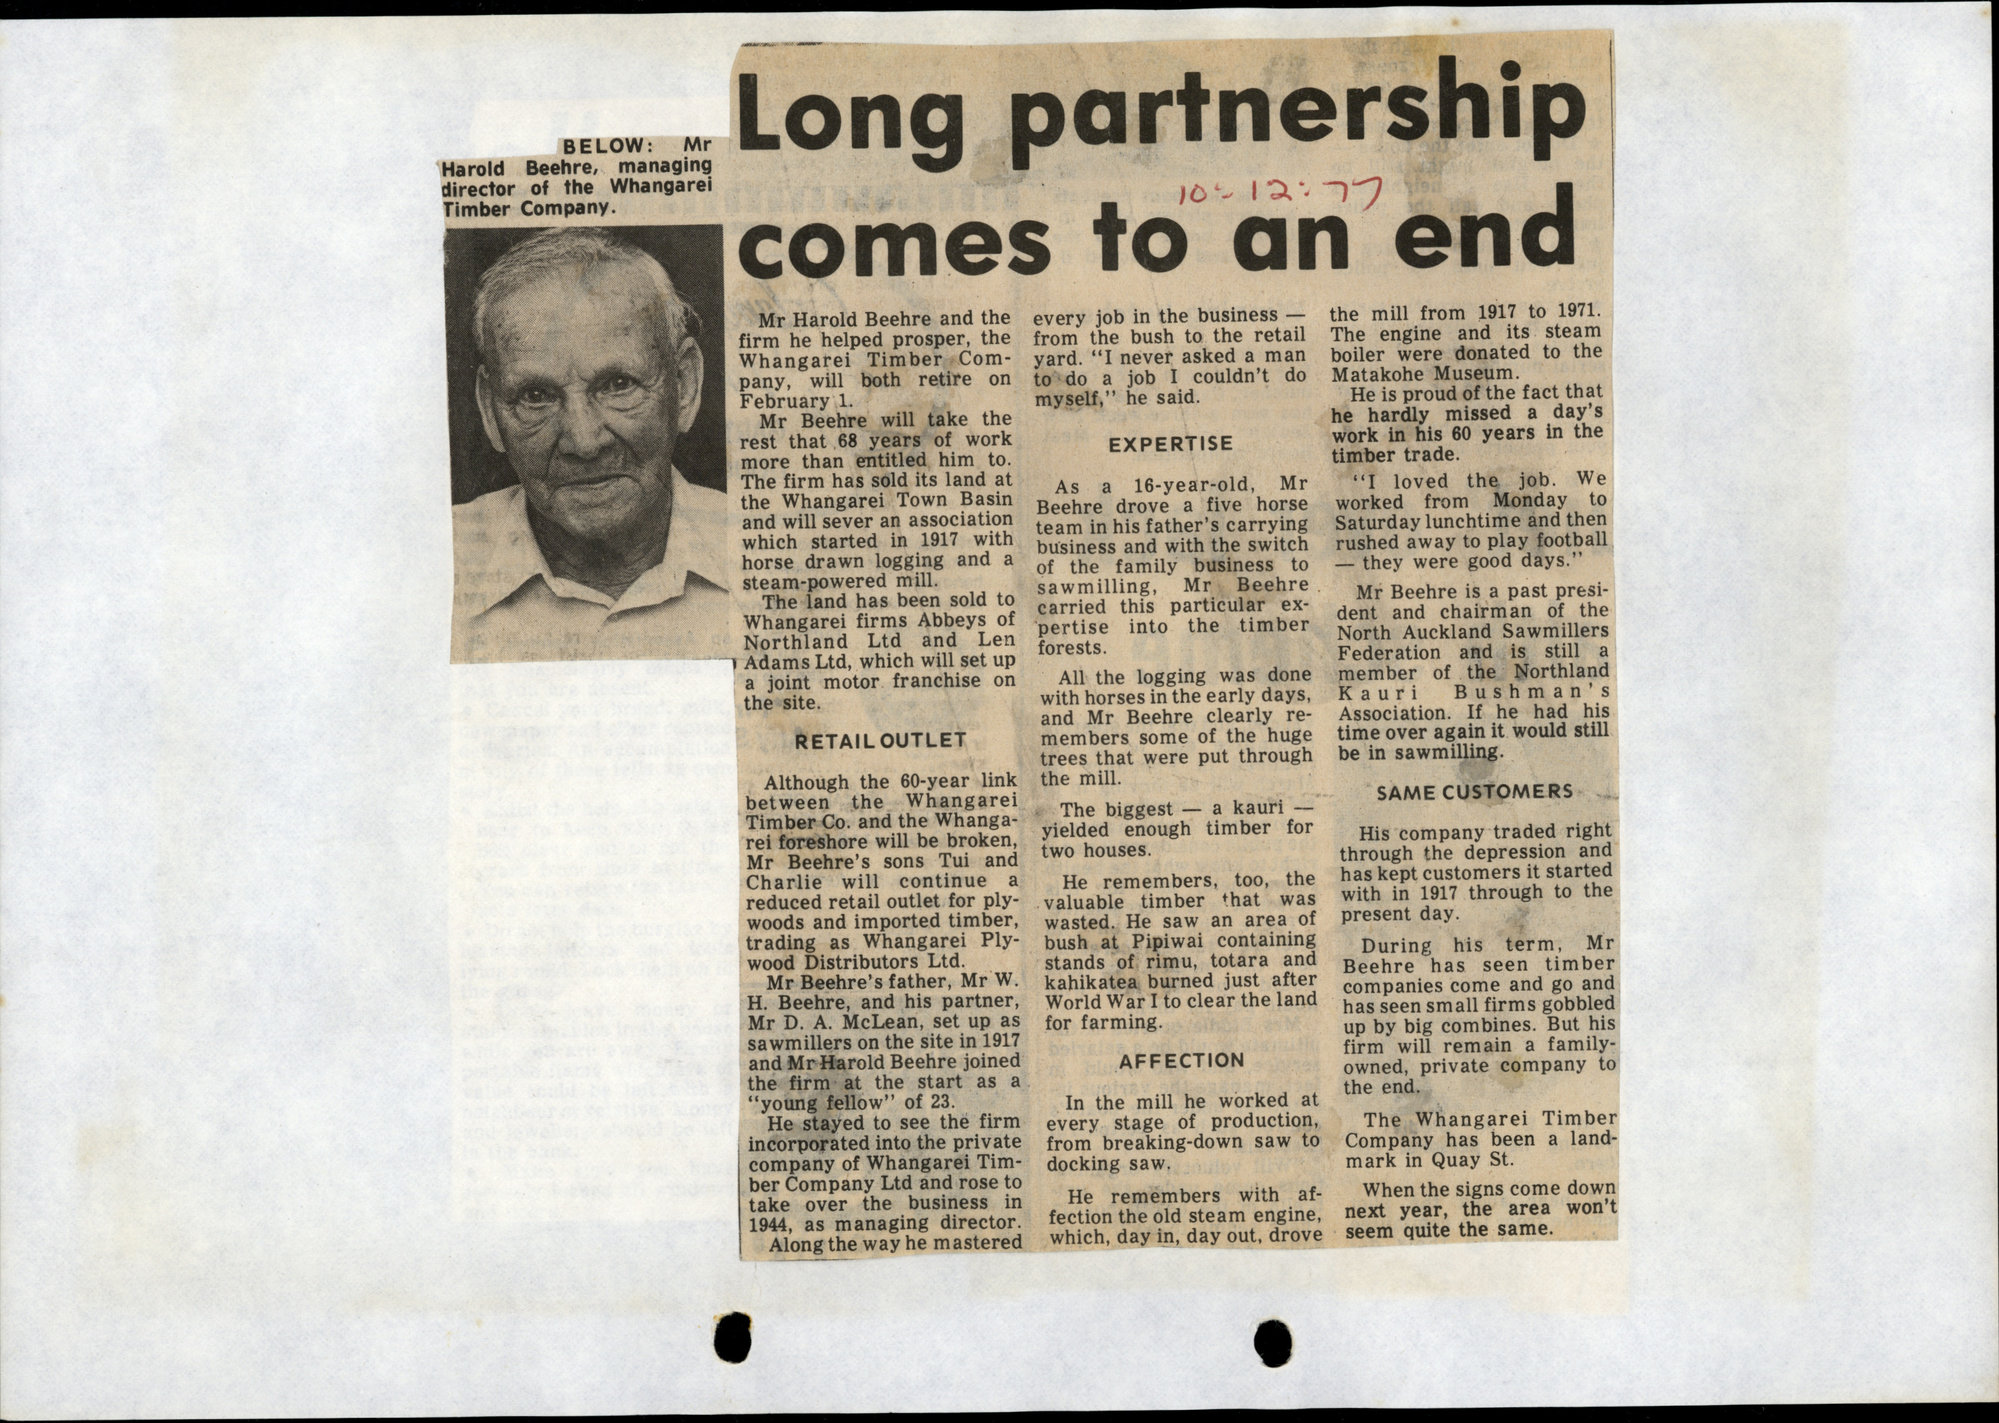 BELOW: Mr
Harold Beehre, managing
director of the Whangarei
Timber Company.
Long partnership
10-12-77
comes to an end
Mr Harold Beehre and the
firm he helped prosper, the
Whangarei Timber Com-
pany, will both retire on
February 1.
Mr Beehre will take the
rest that 68 years of work
more than entitled him to.
The firm has sold its land at
the Whangarei Town Basin
and will sever an association
which started in 1917 with
horse drawn logging and a
steam-powered mill.
The land has been sold to
Whangarei firms Abbeys of
Northland Ltd and Len
Adams Ltd, which will set up
a joint motor franchise on
the site.
RETAIL OUTLET
Although the 60-year link
between the Whangarei
Timber Co. and the Whanga-
rei foreshore will be broken,
Mr Beehre's sons Tui and
Charlie will continue a
reduced retail outlet for ply-
woods and imported timber,
trading as Whangarei Ply-
wood Distributors Ltd.
Mr Beehre's father, Mr W.
H. Beehre, and his partner,
Mr D. A. McLean, set up as
sawmillers on the site in 1917
and Mr Harold Beehre joined
the firm at the start as a
"young fellow" of 23.
He stayed to see the firm
incorporated into the private
company of Whangarei Tim-
ber Company Ltd and rose to
take over the business in
1944, as managing director.
Along the way he mastered
every job in the business —
from the bush to the retail
yard. "I never asked a man
to do a job I couldn't do
myself," he said.
EXPERTISE
As a 16-year-old, Mr
Beehre drove a five horse
team in his father's carrying
business and with the switch
of the family business to
sawmilling, Mr Beehre
carried this particular ex-
pertise into the timber
forests.
All the logging was done
with horses in the early days,
and Mr Beehre clearly re-
members some of the huge
trees that were put through
the mill.
The biggest — a kauri —
yielded enough timber for
two houses.
He remembers, too, the
valuable timber that was
wasted. He saw an area of
bush at Pipiwai containing
stands of rimu, totara and
kahikatea burned just after
World War I to clear the land
for farming.
AFFECTION
In the mill he worked at
every stage of production,
from breaking-down saw to
docking saw.
He remembers with af-
fection the old steam engine,
which, day in, day out, drove
the mill from 1917 to 1971.
The engine and its steam
boiler were donated to the
Matakohe Museum.
He is proud of the fact that
he hardly missed a day's
work in his 60 years in the
timber trade.
"I loved the job. We
worked from Monday to
Saturday lunchtime and then
rushed away to play football
— they were good days."
Mr Beehre is a past presi-
dent and chairman of the
North Auckland Sawmillers
Federation and is still a
member of the Northland
Kauri Bushman's
Association. If he had his
time over again it would still
be in sawmilling.
SAME CUSTOMERS
His company traded right
through the depression and
has kept customers it started
with in 1917 through to the
present day.
During his term, Mr
Beehre has seen timber
companies come and go and
has seen small firms gobbled
up by big combines. But his
firm will remain a family-
owned, private company to
the end.
The Whangarei Timber
Company has been a land-
mark in Quay St.
When the signs come down
next year, the area won't
seem quite the same.